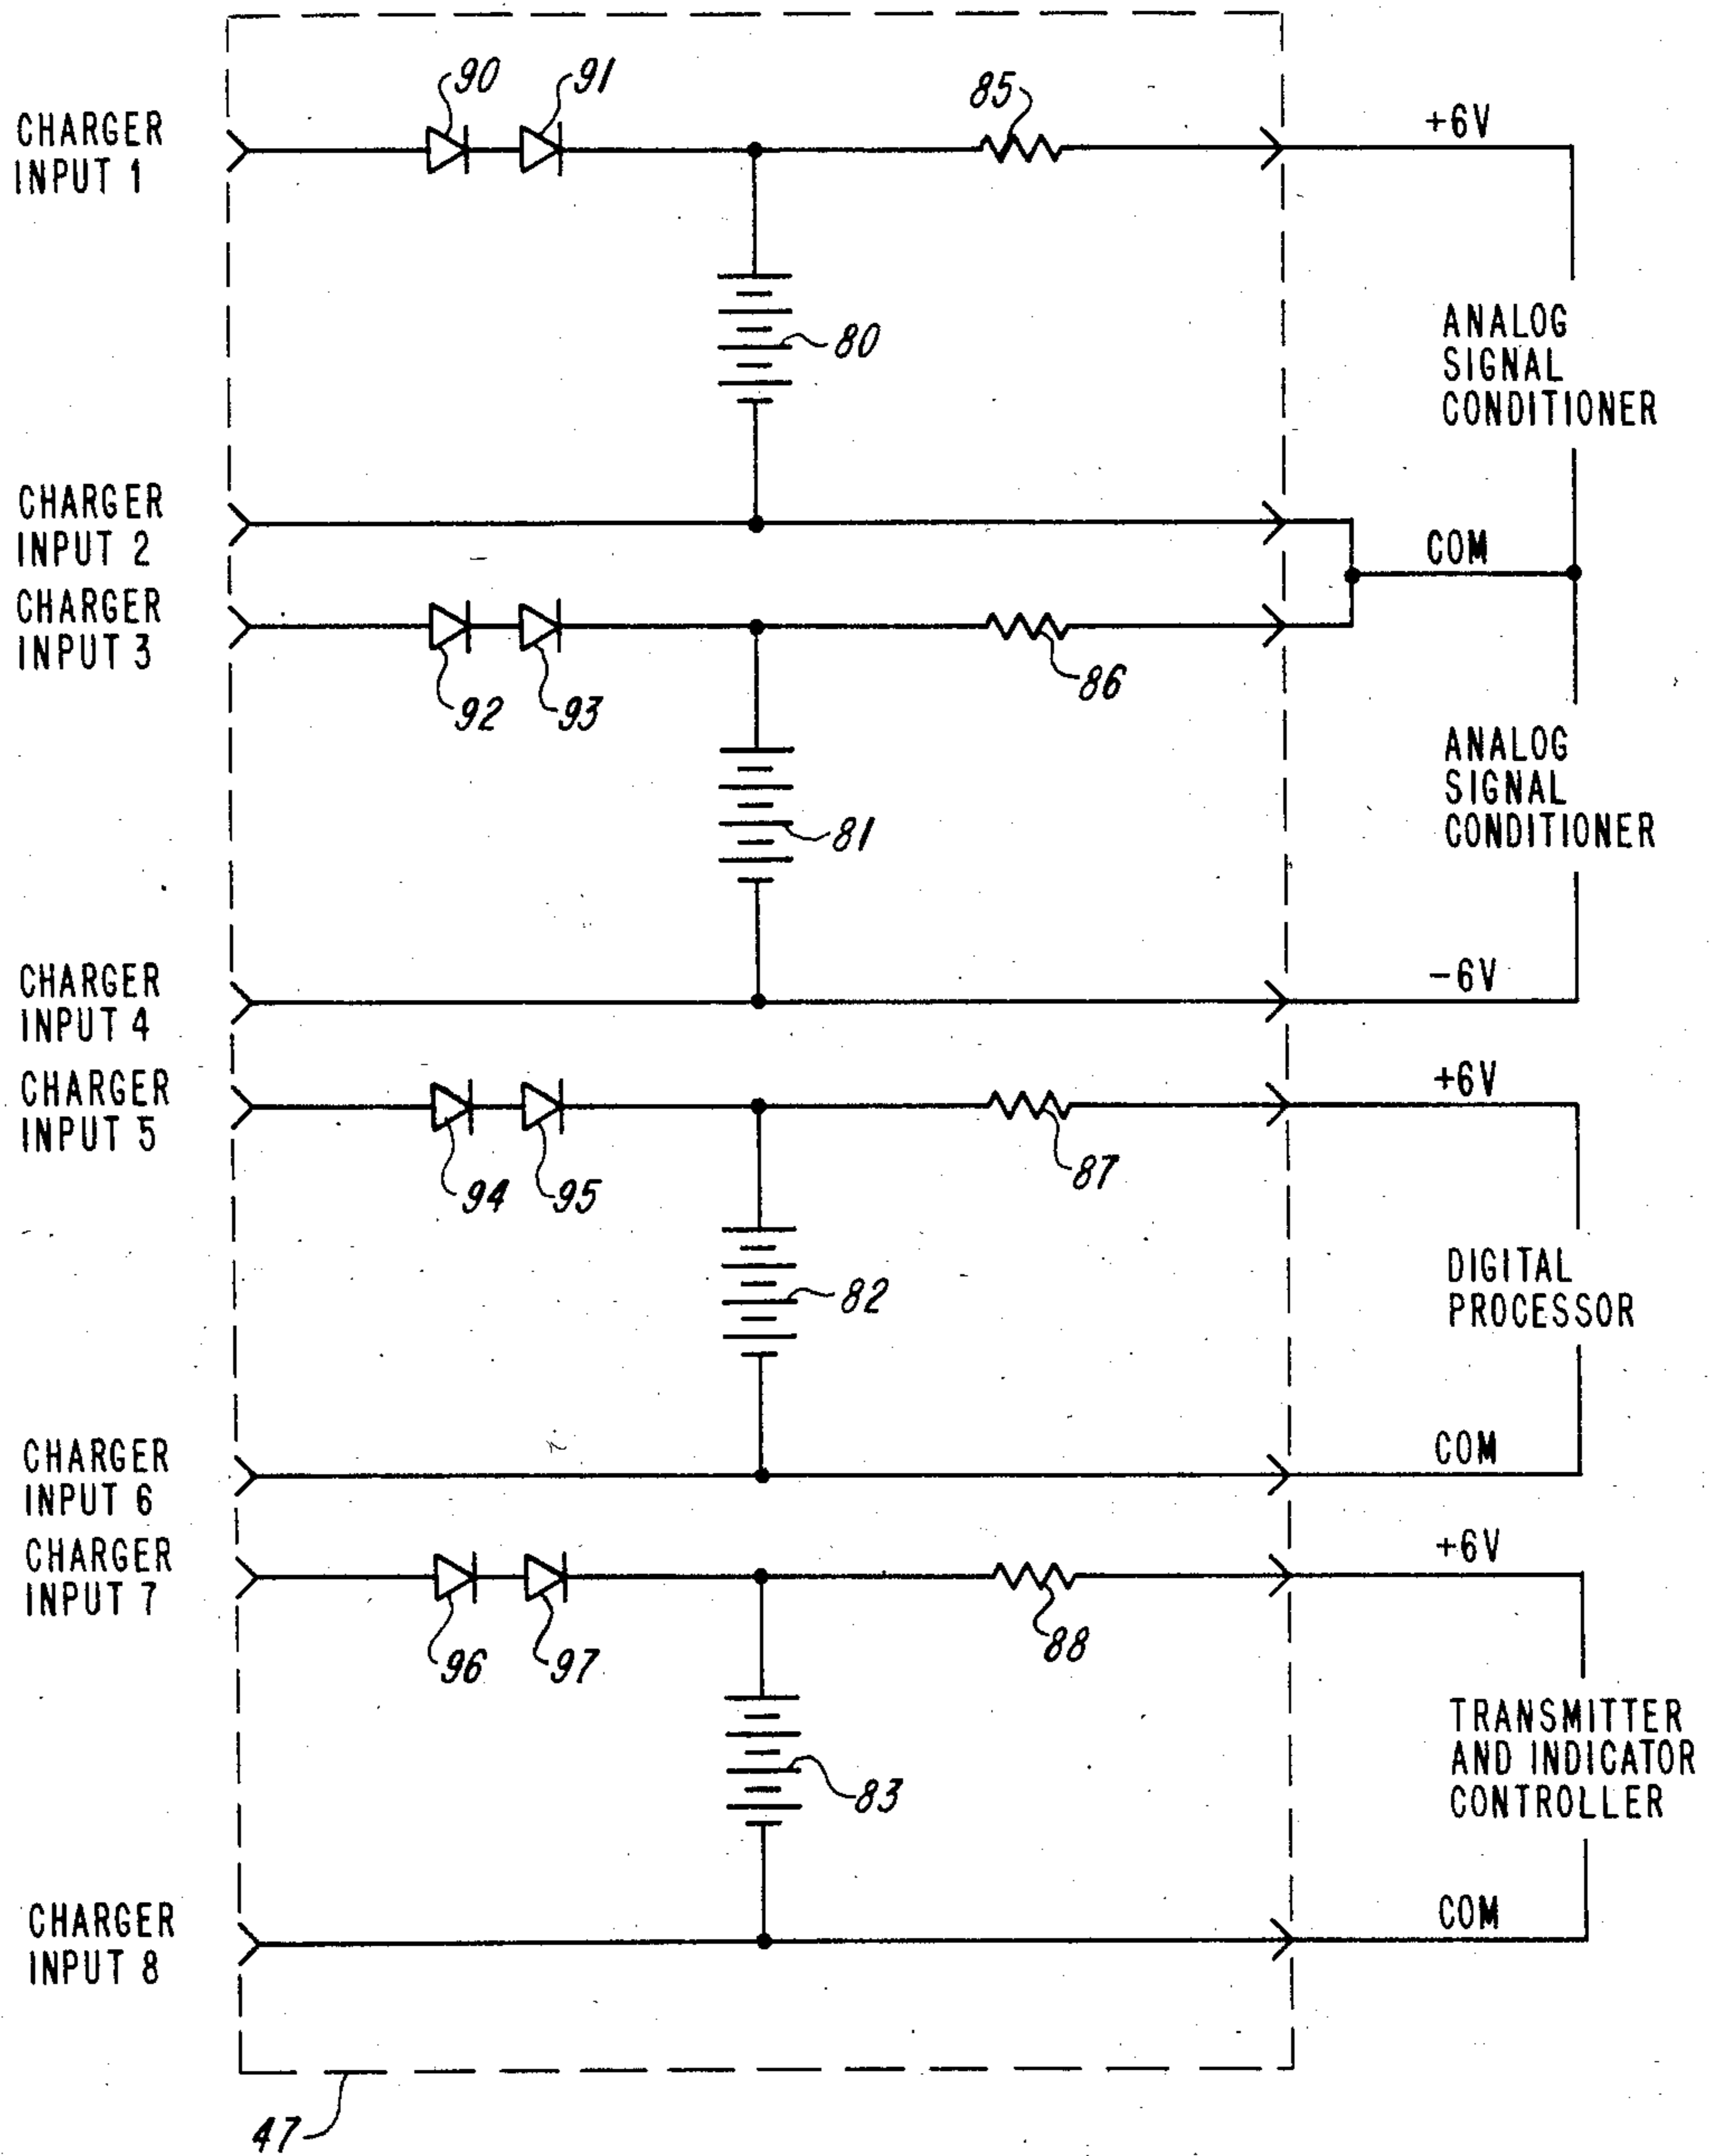 90
91
85
CHARGER
INPUT 1
+6V
80
ANALOG
SIGNAL
CONDITIONER
CHARGER
INPUT 2
COM
CHARGER
INPUT 3
92
93
86
81
ANALOG
SIGNAL
CONDITIONER
CHARGER
INPUT 4
-6V
CHARGER
INPUT 5
+6V
94
95
87
82
DIGITAL
PROCESSOR
CHARGER
INPUT 6
COM
CHARGER
INPUT 7
+6V
96
97
88
83
TRANSMITTER
AND INDICATOR
CONTROLLER
CHARGER
INPUT 8
COM
47